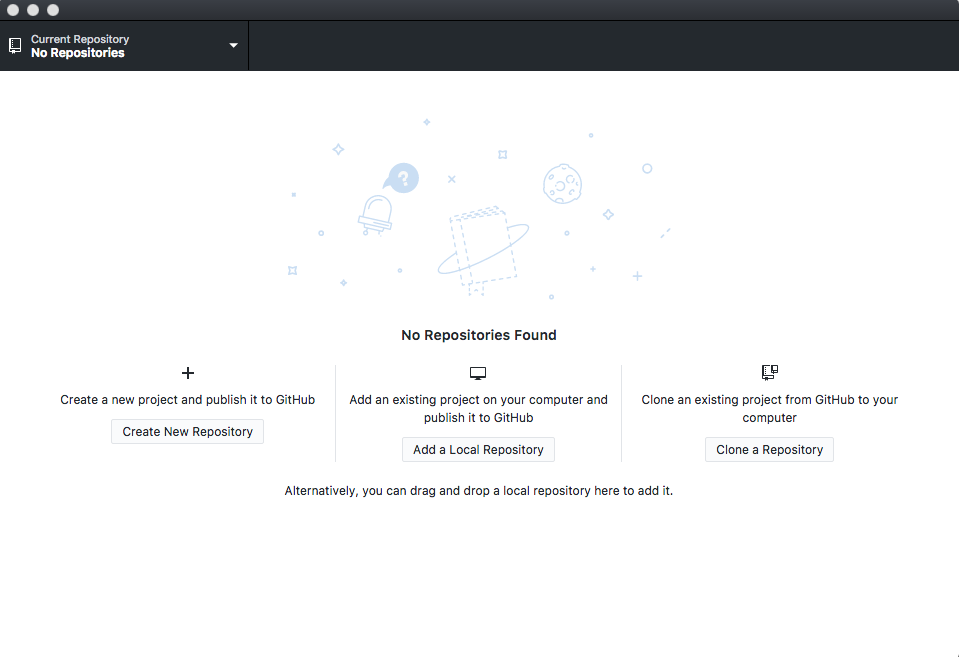 Current Repository
No Repositories
?
No Repositories Found
Create a new project and publish it to GitHub
Create New Repository
Add an existing project on your computer and
publish it to GitHub
Add a Local Repository
Clone an existing project from GitHub to your
computer
Clone a Repository
Alternatively, you can drag and drop a local repository here to add it.